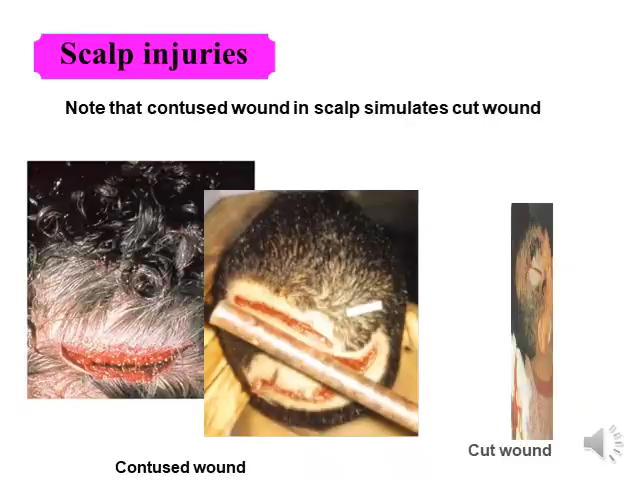 Scalp injuries
Note that contused wound in scalp simulates cut wound
Cut wound
Contused wound